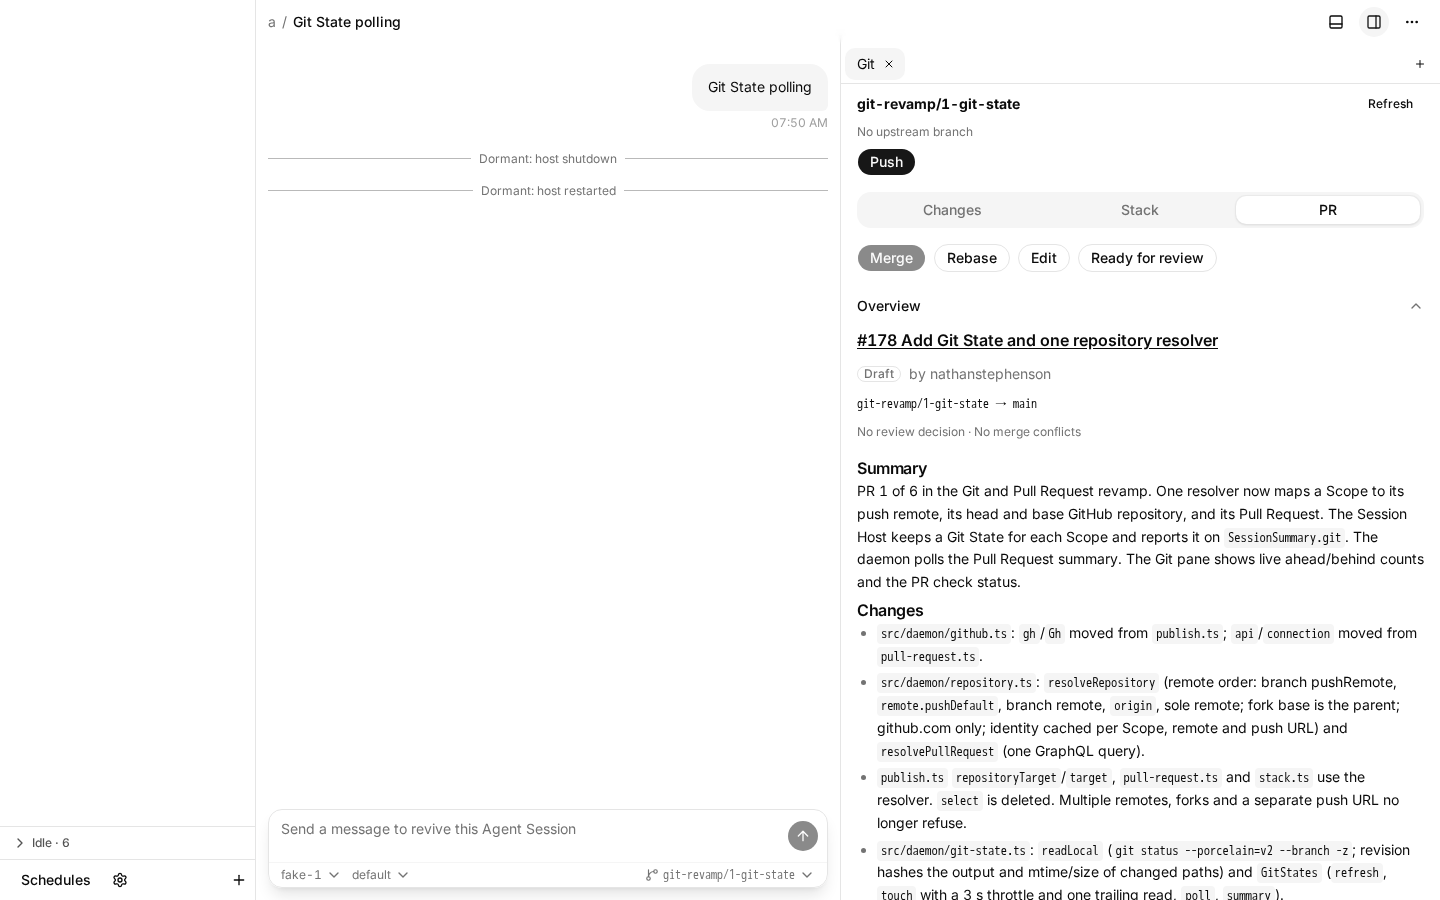 a / Git State polling
Git State polling
07:50 AM
Dormant: host shutdown
Dormant: host restarted
Send a message to revive this Agent Session
fake-1
default
git-revamp/1-git-state
Idle · 6
Schedules
Git
git-revamp/1-git-state
Refresh
No upstream branch
Push
Changes
Stack
PR
Merge
Rebase
Edit
Ready for review
Overview
#178 Add Git State and one repository resolver
Draft by nathanstephenson
git-revamp/1-git-state → main
No review decision · No merge conflicts
Summary
PR 1 of 6 in the Git and Pull Request revamp. One resolver now maps a Scope to its
push remote, its head and base GitHub repository, and its Pull Request. The Session
Host keeps a Git State for each Scope and reports it on SessionSummary.git. The
daemon polls the Pull Request summary. The Git pane shows live ahead/behind counts
and the PR check status.
Changes
src/daemon/github.ts: gh/Gh moved from publish.ts; api/connection moved from
pull-request.ts.
src/daemon/repository.ts: resolveRepository (remote order: branch pushRemote,
remote.pushDefault, branch remote, origin, sole remote; fork base is the parent;
github.com only; identity cached per Scope, remote and push URL) and
resolvePullRequest (one GraphQL query).
publish.ts repositoryTarget/target, pull-request.ts and stack.ts use the
resolver. select is deleted. Multiple remotes, forks and a separate push URL no
longer refuse.
src/daemon/git-state.ts: readLocal (git status --porcelain=v2 --branch -z; revision
hashes the output and mtime/size of changed paths) and GitStates (refresh,
touch with a 3 s throttle and one trailing read, poll, summary).